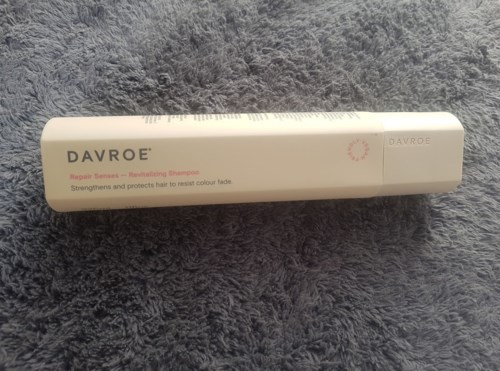 DAVROE®
Repair Senses — Revitalising Shampoo
Strengthens and protects hair to resist colour fade.
DAVROE